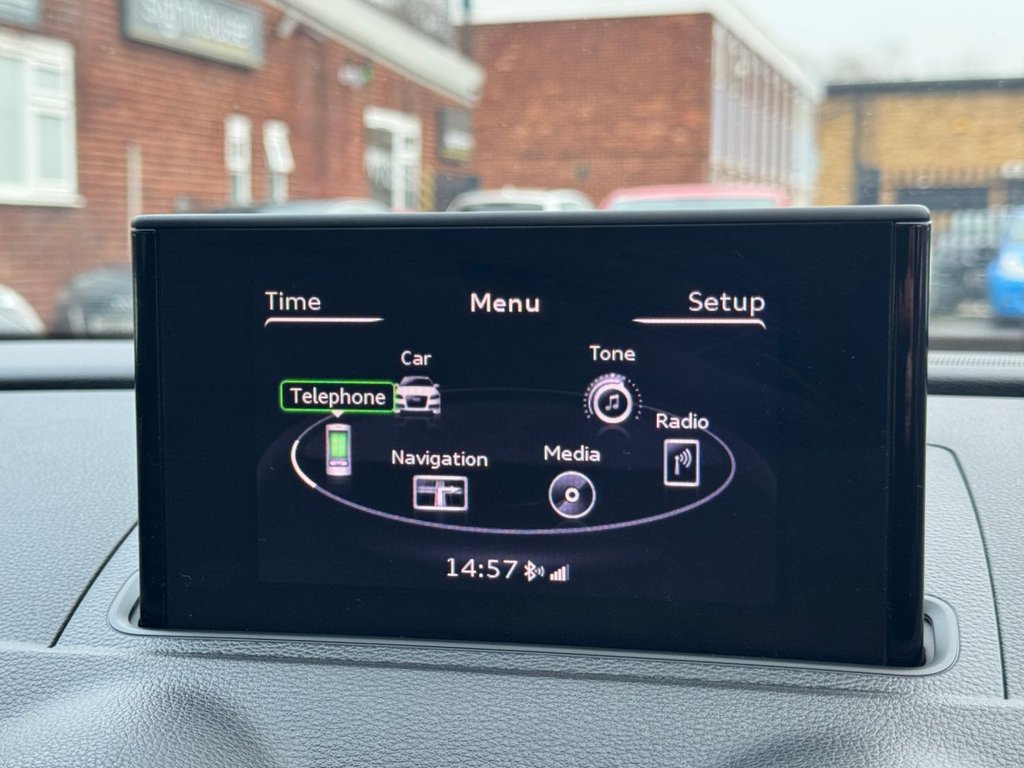 Time Menu Setup
Car Tone
Telephone
Radio
Navigation Media
14:57